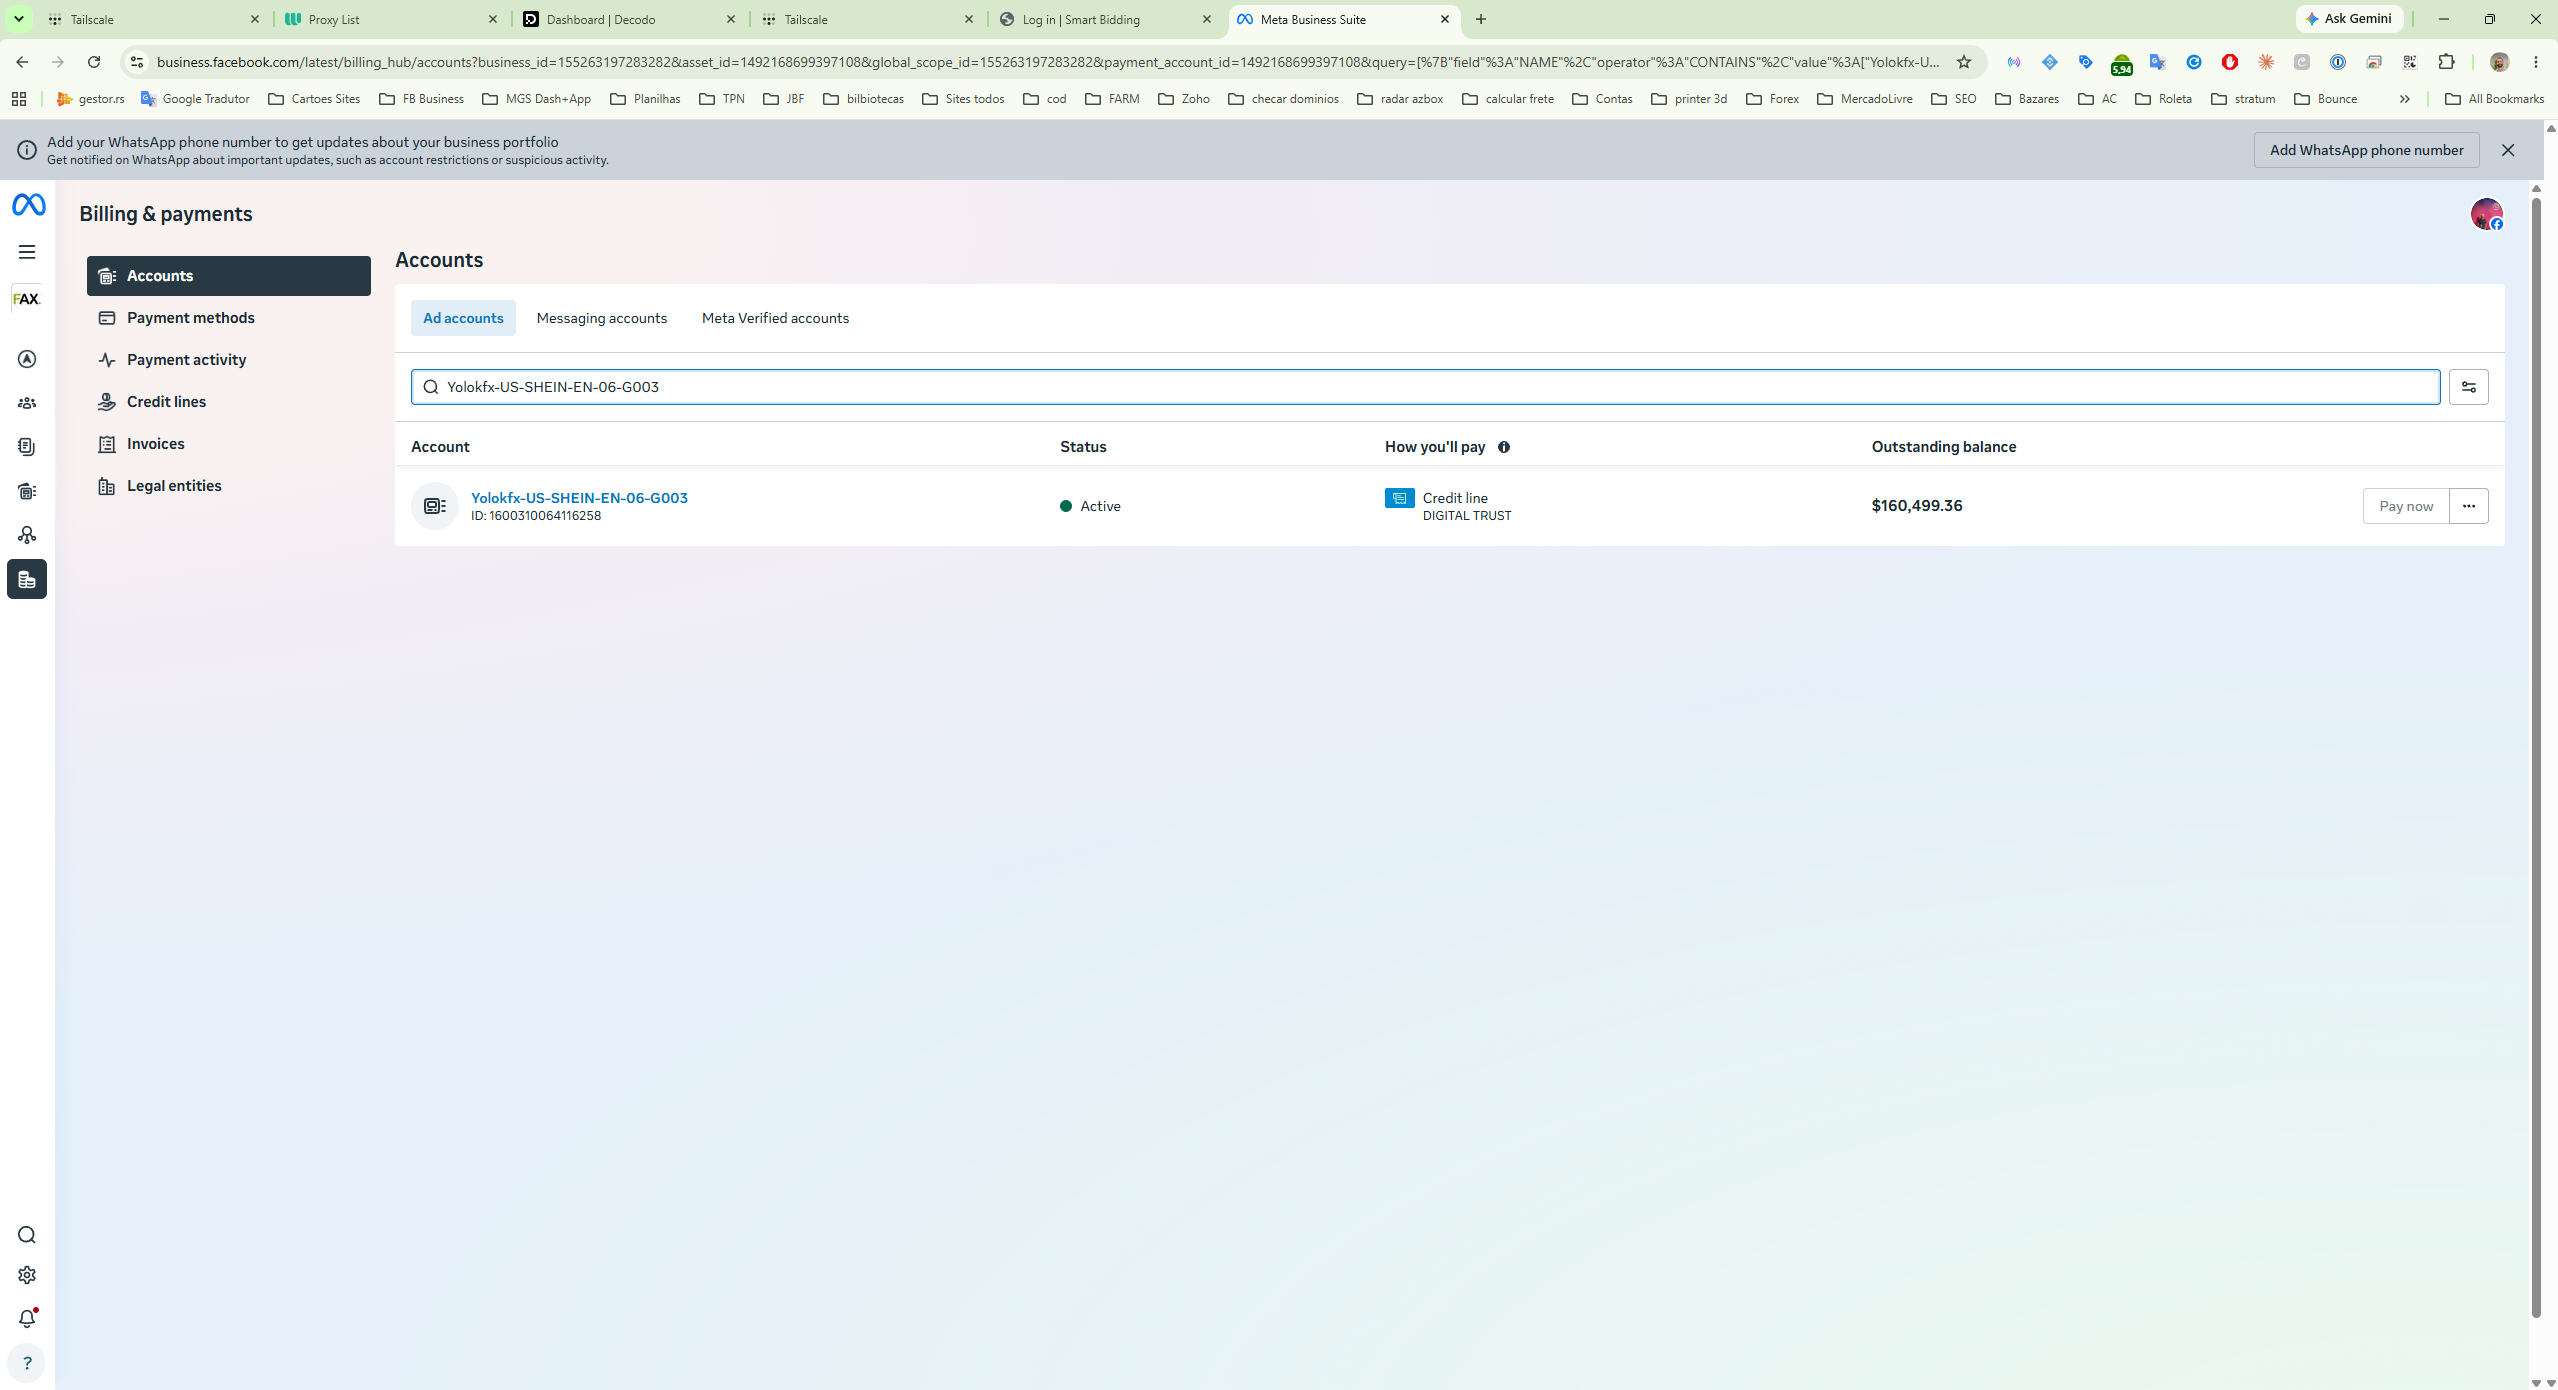 Tailscale
Proxy List
Dashboard | Decodo
Tailscale
Log in | Smart Bidding
Meta Business Suite
Ask Gemini
business.facebook.com/latest/billing_hub/accounts?business_id=155263197283282&asset_id=1492168699397108&global_scope_id=155263197283282&payment_account_id=1492168699397108&query=[%7B"field"%3A"NAME"%2C"operator"%3A"CONTAINS"%2C"value"%3A["Yolokfx-U...
5,94
gestor.rs
Google Tradutor
Cartoes Sites
FB Business
MGS Dash+App
Planilhas
TPN
JBF
bilbiotecas
Sites todos
cod
FARM
Zoho
checar dominios
radar azbox
calcular frete
Contas
printer 3d
Forex
MercadoLivre
SEO
Bazares
AC
Roleta
stratum
Bounce
All Bookmarks
Add your WhatsApp phone number to get updates about your business portfolio
Get notified on WhatsApp about important updates, such as account restrictions or suspicious activity.
Add WhatsApp phone number
Billing & payments
FAX.
Accounts
Payment methods
Payment activity
Credit lines
Invoices
Legal entities
Accounts
Ad accounts
Messaging accounts
Meta Verified accounts
Yolokfx-US-SHEIN-EN-06-G003
Account
Status
How you'll pay
Outstanding balance
Yolokfx-US-SHEIN-EN-06-G003
ID: 1600310064116258
Active
Credit line
DIGITAL TRUST
$160,499.36
Pay now
?